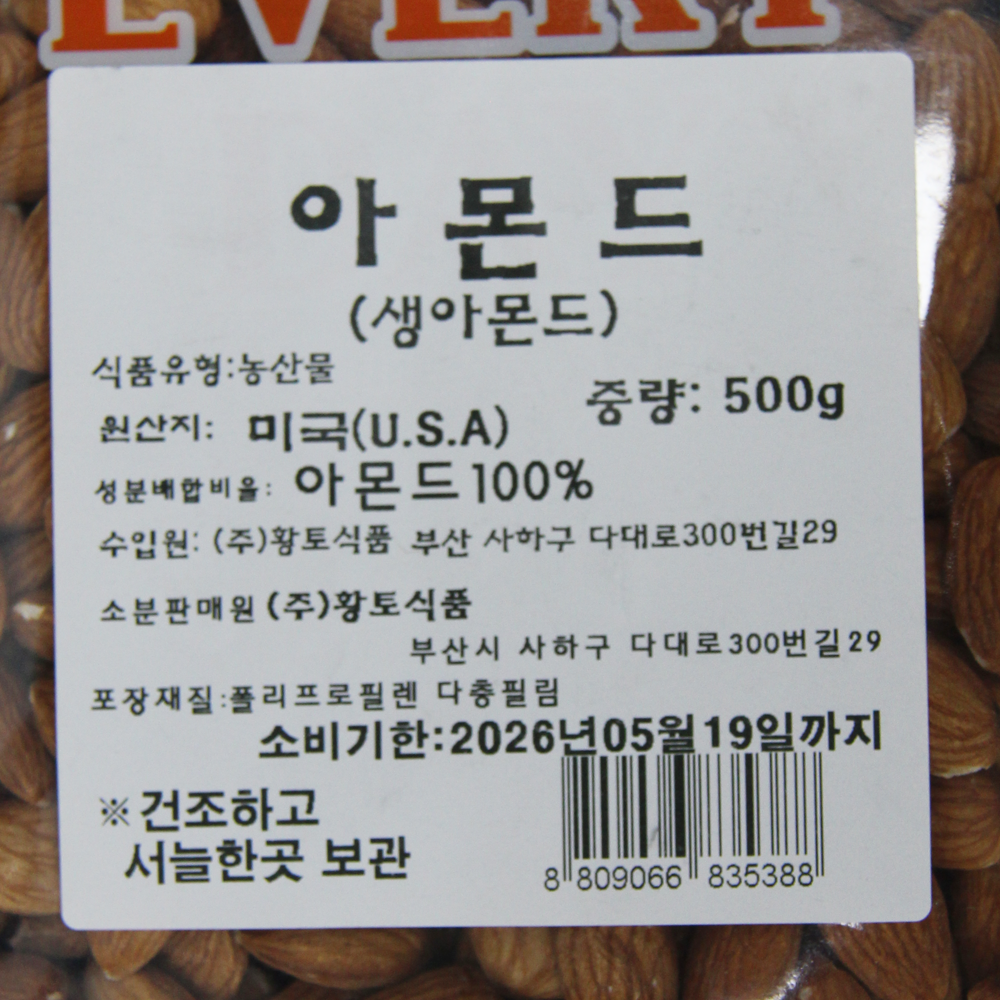 EVERY
아몬드
(생아몬드)
식품유형:농산물
중량: 500g
원산지: 미국(U.S.A)
성분배합비율: 아몬드100%
수입원: (주)황토식품 부산 사하구 다대로300번길29
소분판매원 (주)황토식품
부산시 사하구 다대로300번길29
포장재질:폴리프로필렌 다층필림
소비기한:2026년05월19일까지
※건조하고
서늘한곳 보관
8 809066 835388